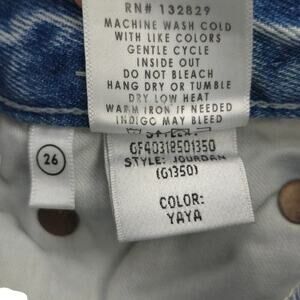 RN# 132829
MACHINE WASH COLD
WITH LIKE COLORS
GENTLE CYCLE
INSIDE OUT
DO NOT BLEACH
HANG DRY OR TUMBLE
DRY LOW HEAT
WARM IRON IF NEEDED
INDIGO MAY BLEED
26
GF40318501350
STYLE: JOURDAN
(G1350)
COLOR:
YAYA